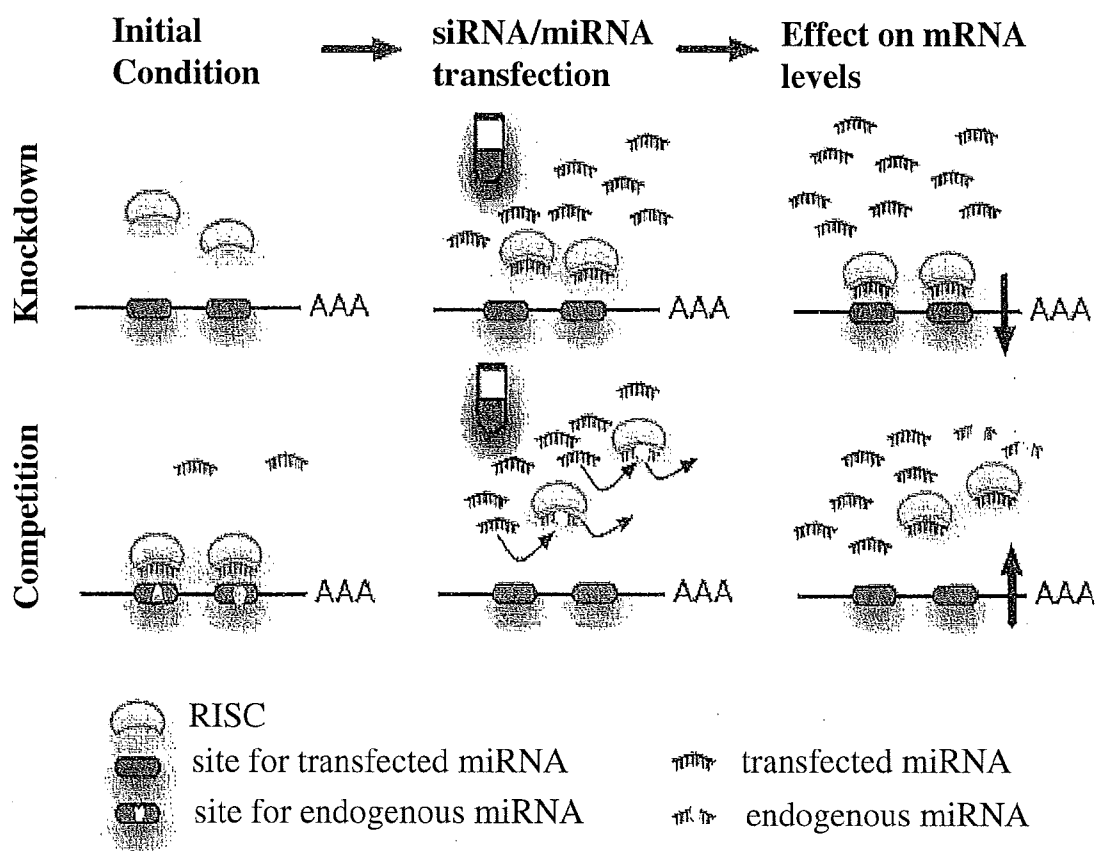 Initial
Condition
siRNA/miRNA
transfection
Effect on mRNA
levels
Knockdown
AAA
AAA
AAA
Competition
AAA
AAA
AAA
RISC
site for transfected miRNA
site for endogenous miRNA
transfected miRNA
endogenous miRNA